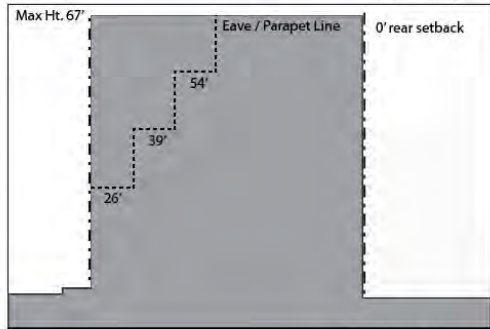 Max Ht. 67'
Eave / Parapet Line
0' rear setback
54'
39'
26'